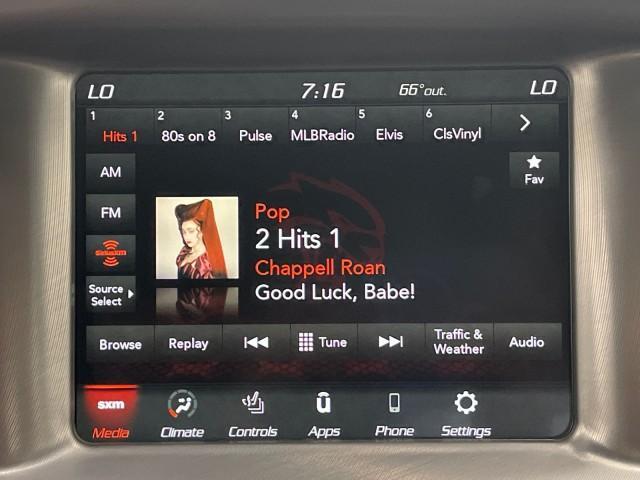 LO 7:16 66°out. LO
1 2 3 4 5 6
Hits 1 80s on 8 Pulse MLBRadio Elvis ClsVinyl
AM
Fav
FM
Pop
2 Hits 1
SiriusXM
Chappell Roan
Source
Select
Good Luck, Babe!
Browse Replay Tune Traffic &
Weather Audio
sxm ū
Media Climate Controls Apps Phone Settings